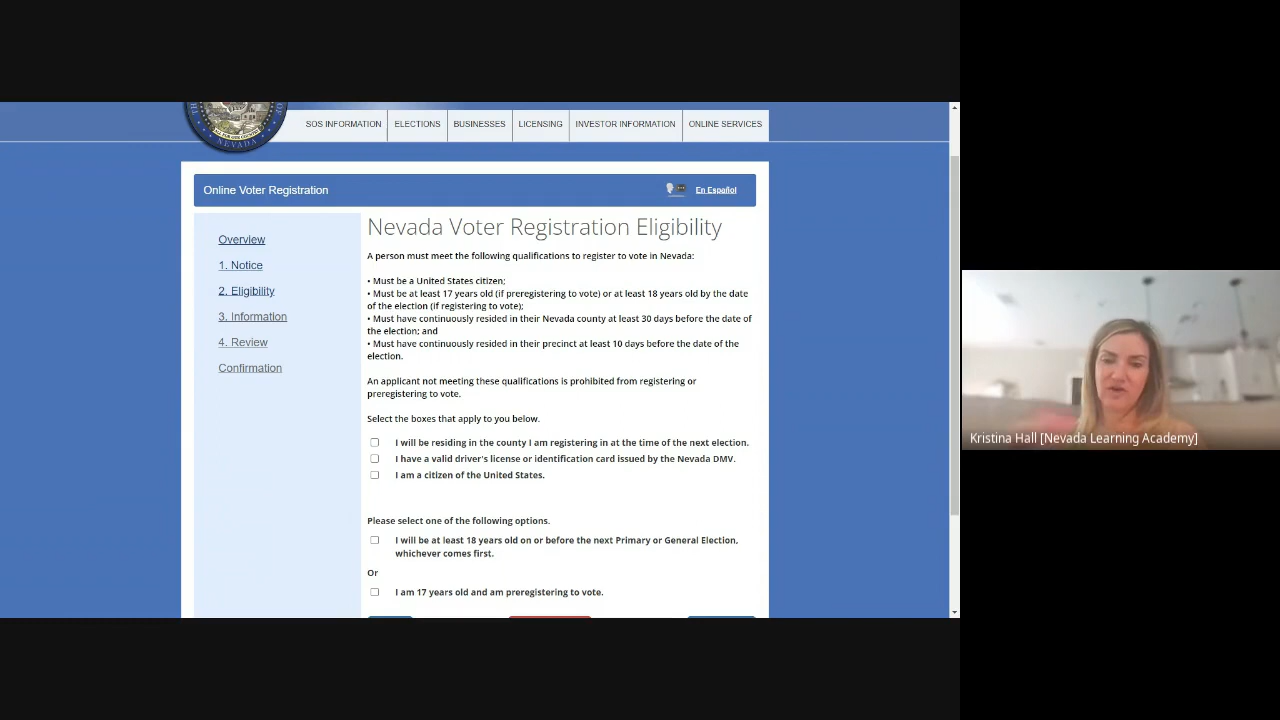 NEVADA
SOS INFORMATION
ELECTIONS
BUSINESSES
LICENSING
INVESTOR INFORMATION
ONLINE SERVICES
Online Voter Registration
En Español
Overview
1. Notice
2. Eligibility
3. Information
4. Review
Confirmation
Nevada Voter Registration Eligibility
A person must meet the following qualifications to register to vote in Nevada:
• Must be a United States citizen;
• Must be at least 17 years old (if preregistering to vote) or at least 18 years old by the date
of the election (if registering to vote);
• Must have continuously resided in their Nevada county at least 30 days before the date of
the election; and
• Must have continuously resided in their precinct at least 10 days before the date of the
election.
An applicant not meeting these qualifications is prohibited from registering or
preregistering to vote.
Select the boxes that apply to you below.
I will be residing in the county I am registering in at the time of the next election.
I have a valid driver's license or identification card issued by the Nevada DMV.
I am a citizen of the United States.
Please select one of the following options.
I will be at least 18 years old on or before the next Primary or General Election,
whichever comes first.
Or
I am 17 years old and am preregistering to vote.
Kristina Hall [Nevada Learning Academy]